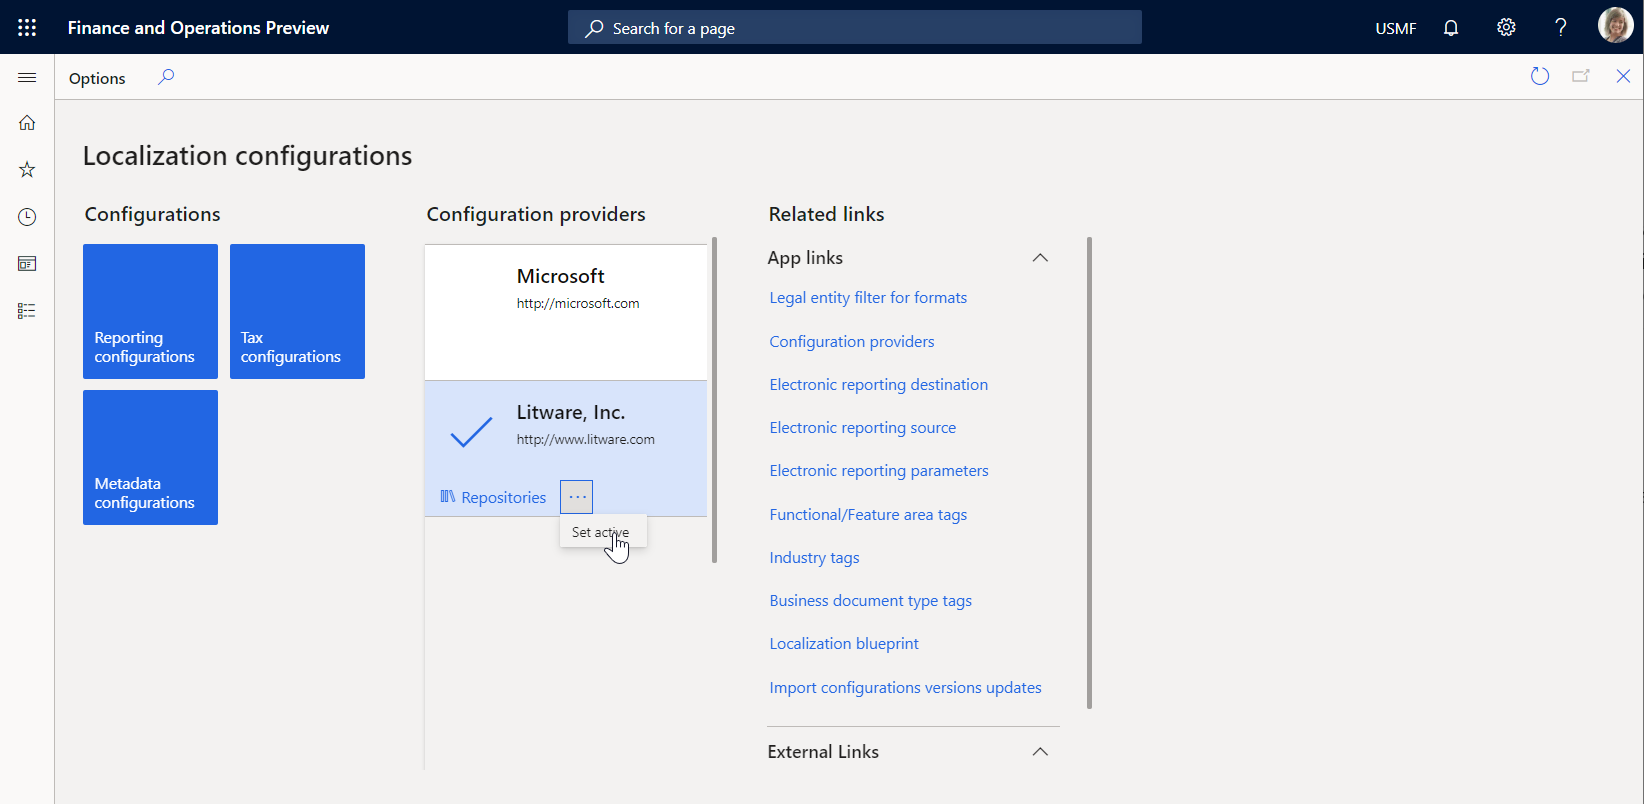 Finance and Operations Preview
Search for a page
USMF
Options
Localization configurations
Configurations
Reporting
configurations
Tax
configurations
Metadata
configurations
Configuration providers
Microsoft
http://microsoft.com
Litware, Inc.
http://www.litware.com
Repositories
Set active
Related links
App links
Legal entity filter for formats
Configuration providers
Electronic reporting destination
Electronic reporting source
Electronic reporting parameters
Functional/Feature area tags
Industry tags
Business document type tags
Localization blueprint
Import configurations versions updates
External Links